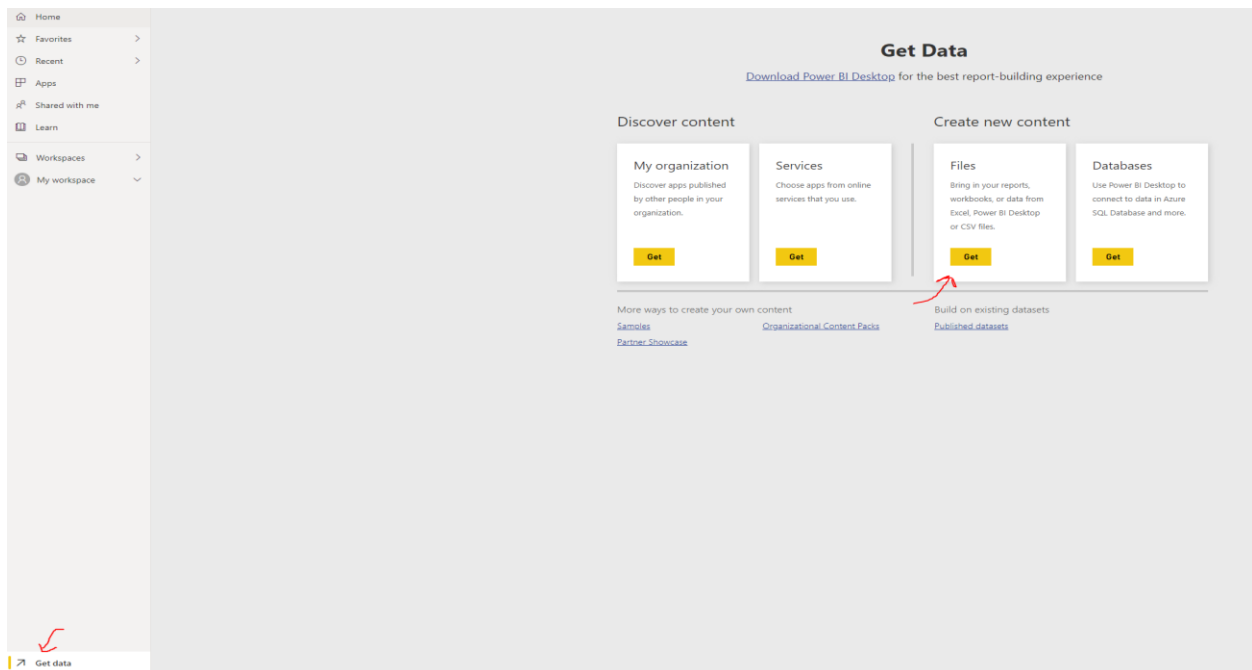 Home
Favorites
Recent
Apps
Shared with me
Learn
Workspaces
My workspace
Get data
Get Data
Download Power BI Desktop for the best report-building experience
Discover content
My organization
Discover apps published
by other people in your
organization.
Get
Services
Choose apps from online
services that you use.
Get
Create new content
Files
Bring in your reports,
workbooks, or data from
Excel, Power BI Desktop
or CSV files.
Get
Databases
Use Power BI Desktop to
connect to data in Azure
SQL Database and more.
Get
More ways to create your own content
Samples
Organizational Content Packs
Partner Showcase
Build on existing datasets
Published datasets